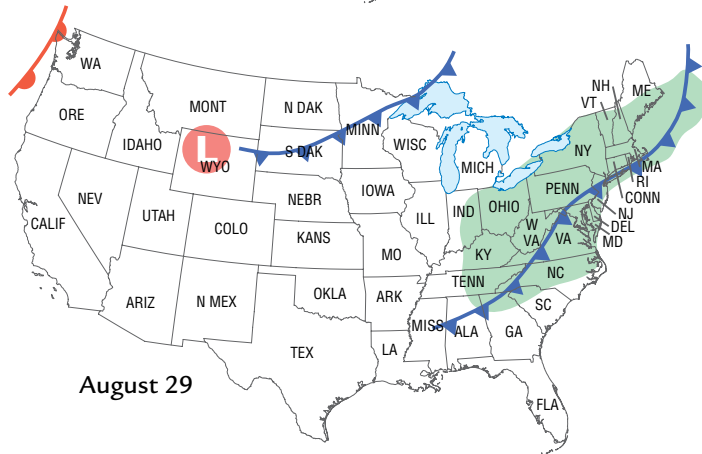 WA
NH
ME
VT
MONT
N DAK
ORE
MINN
IDAHO
L
WISC
NY
S DAK
WYO
MICH
MA
RI
CONN
IOWA
PENN
NEBR
NEV
OHIO
IND
NJ
UTAH
ILL
DEL
CALIF
COLO
W
VA
VA
MD
KANS
MO
KY
NC
TENN
OKLA
ARK
ARIZ
N MEX
SC
MISS
ALA
GA
LA
TEX
August 29
FLA